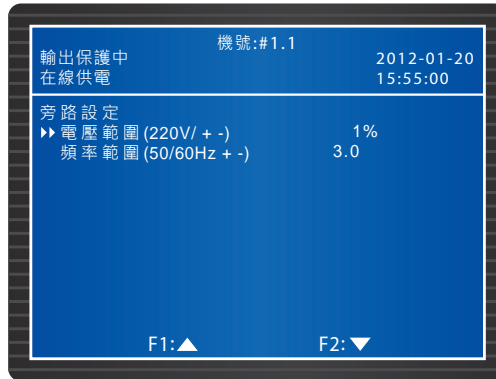 機號:#1.1
輸出保護中 2012-01-20
在線供電 15:55:00
旁路設定
電壓範圍(220V/ + -) 1%
頻率範圍(50/60Hz + -) 3.0
F1: F2: